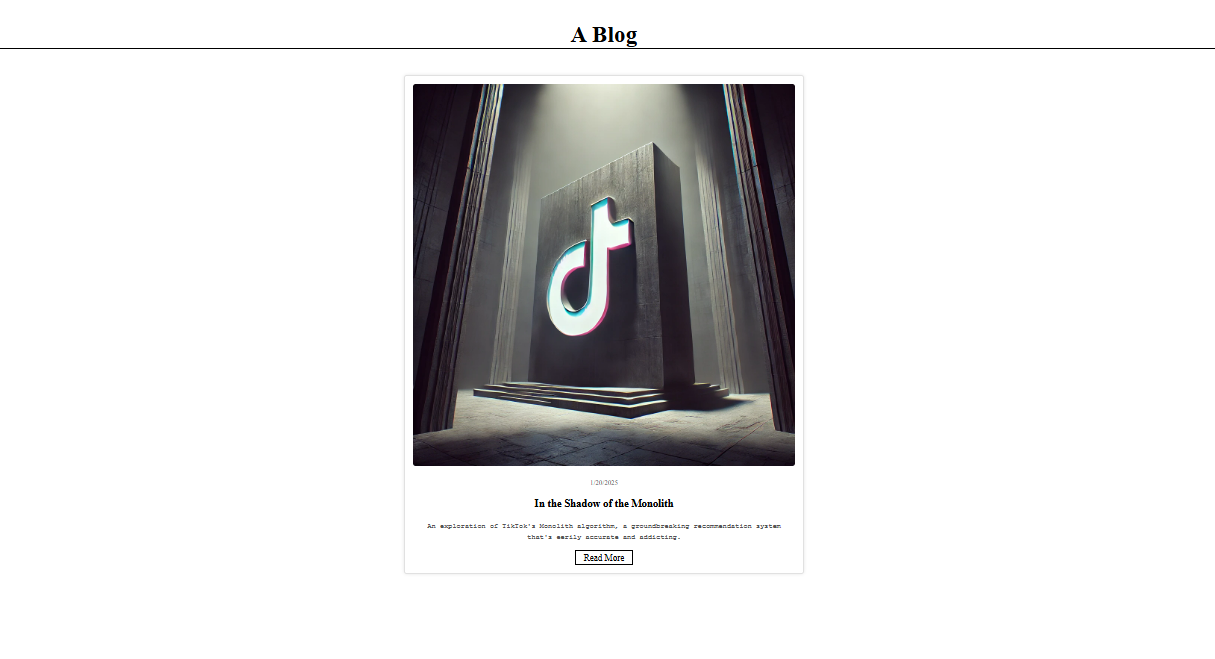 A Blog
1/20/2025
In the Shadow of the Monolith
An exploration of TikTok's Monolith algorithm, a groundbreaking recommendation system
that's eerily accurate and addicting.
Read More